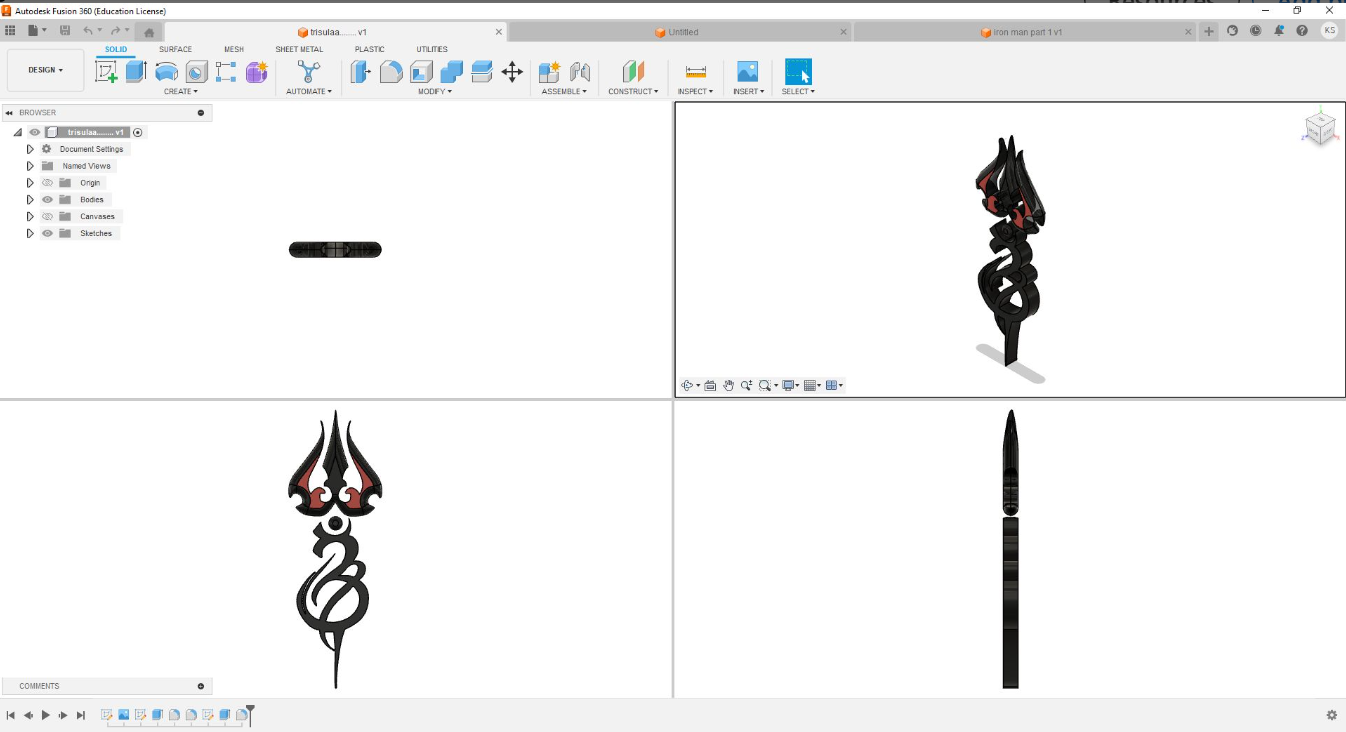 Autodesk Fusion 360 (Education License)
trisulaa....... v1
Untitled
iron man part 1 v1
KS
DESIGN
SOLID
SURFACE
MESH
SHEET METAL
PLASTIC
UTILITIES
CREATE
AUTOMATE
MODIFY
ASSEMBLE
CONSTRUCT
INSPECT
INSERT
SELECT
BROWSER
trisulaa....... v1
Document Settings
Named Views
Origin
Bodies
Canvases
Sketches
COMMENTS